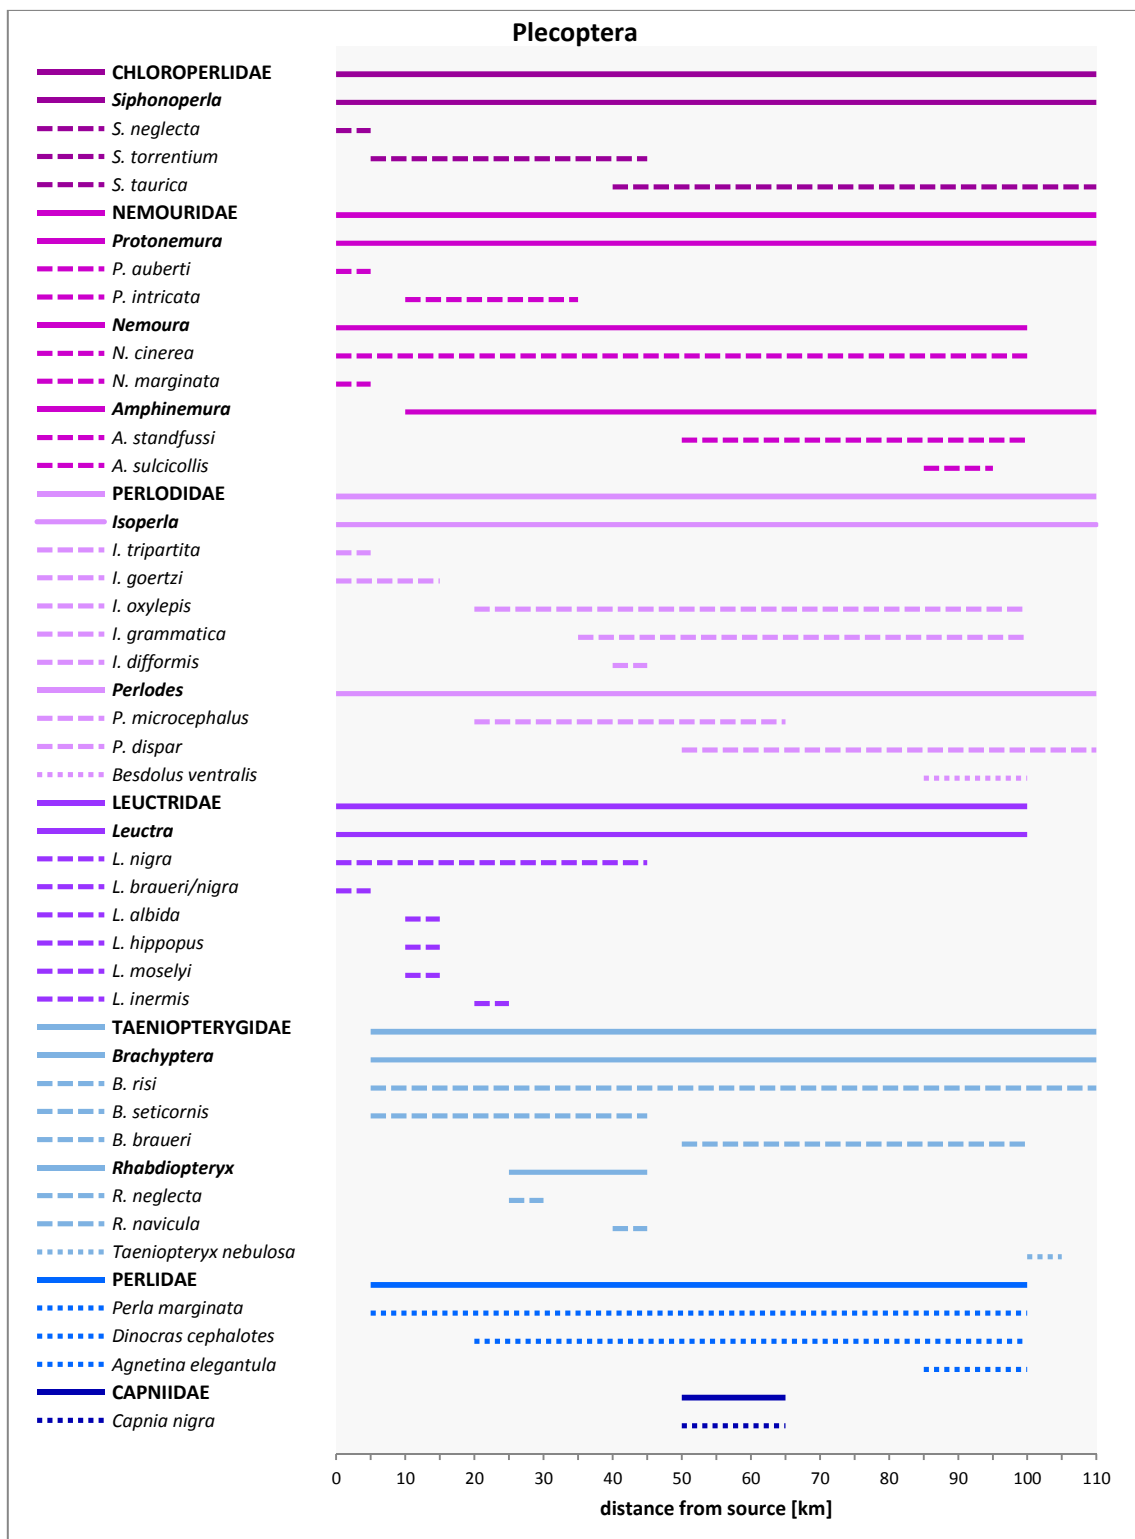 Plecoptera
CHLOROPERLIDAE
Siphonoperla
S. neglecta
S. torrentium
S. taurica
NEMOURIDAE
Protonemura
P. auberti
P. intricata
Nemoura
N. cinerea
N. marginata
Amphinemura
A. standfussi
A. sulcicollis
PERLODIDAE
Isoperla
I. tripartita
I. goertzi
I. oxylepis
I. grammatica
I. difformis
Perlodes
P. microcephalus
P. dispar
Besdolus ventralis
LEUCTRIDAE
Leuctra
L. nigra
L. braueri/nigra
L. albida
L. hippopus
L. moselyi
L. inermis
TAENIOPTERYGIDAE
Brachyptera
B. risi
B. seticornis
B. braueri
Rhabdiopteryx
R. neglecta
R. navicula
Taeniopteryx nebulosa
PERLIDAE
Perla marginata
Dinocras cephalotes
Agnetina elegantula
CAPNIIDAE
Capnia nigra
0 10 20 30 40 50 60 70 80 90 100 110
distance from source [km]